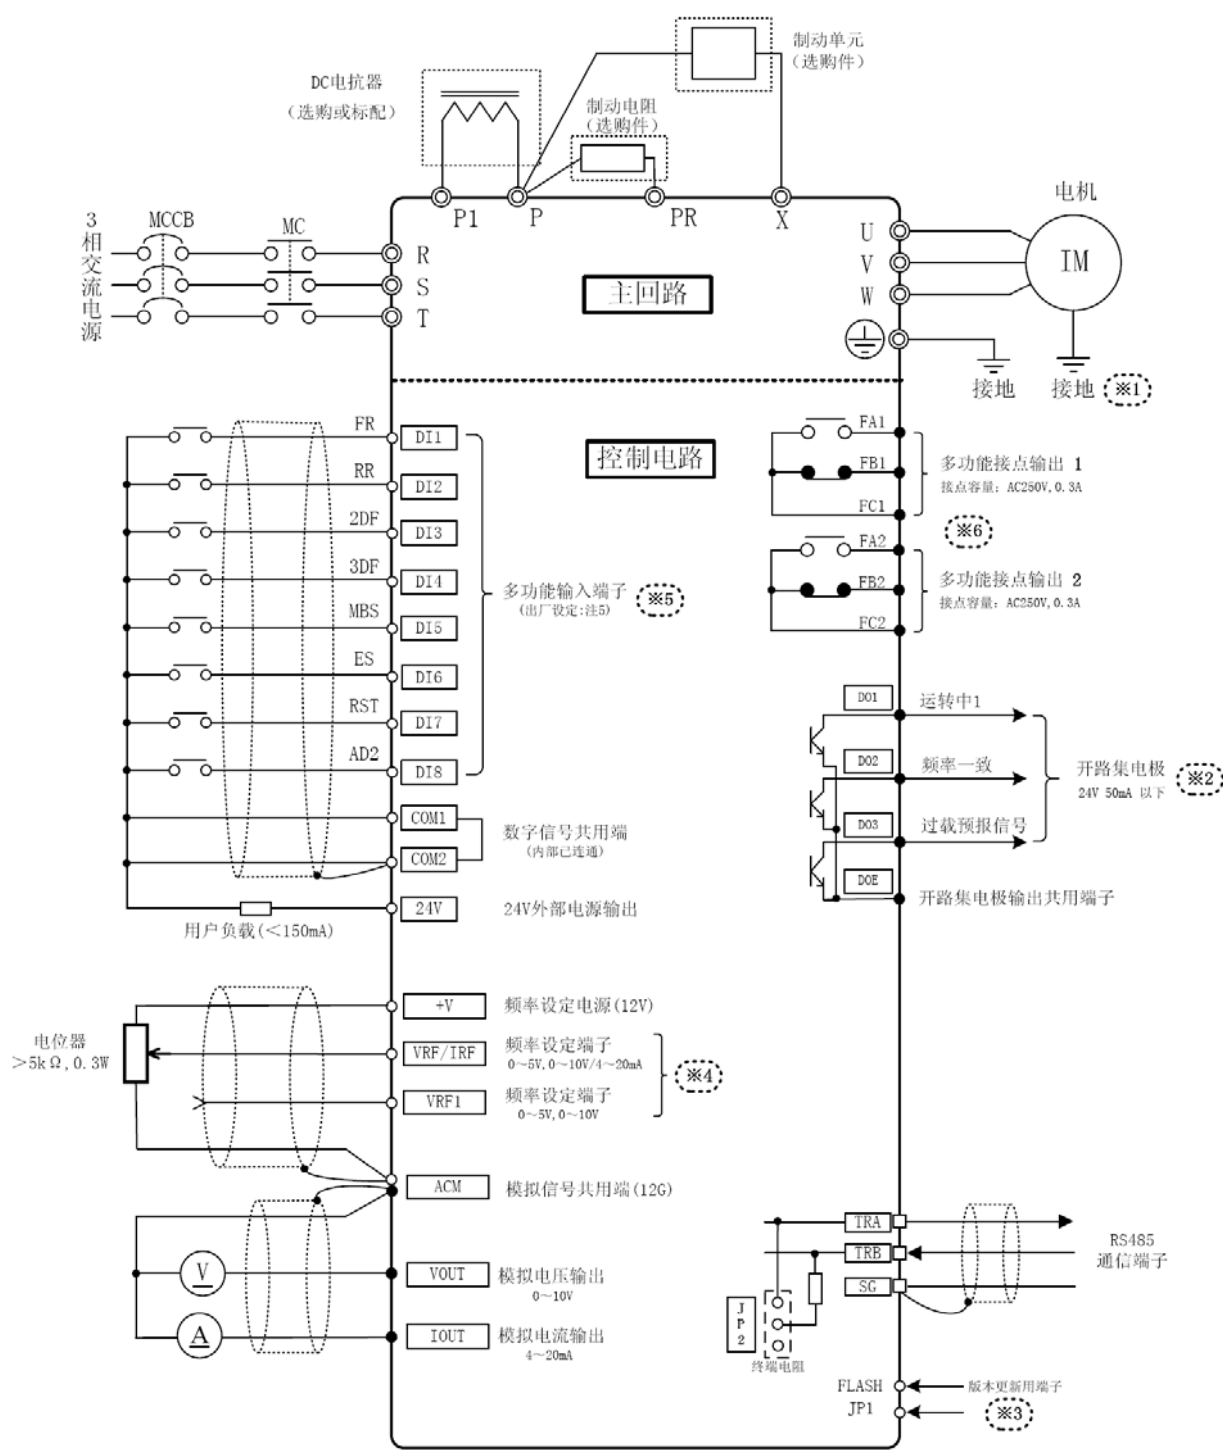 制动单元
(选购件)
DC电抗器
(选购或标配)
制动电阻
(选购件)
P1
P
PR
X
3相交流电源
MCCB
MC
R
S
T
主回路
U
V
W
电机
IM
接地
接地
※1
控制电路
FR
DI1
RR
DI2
2DF
DI3
3DF
DI4
MBS
DI5
ES
DI6
RST
DI7
AD2
DI8
多功能输入端子
(出厂设定:注5)
※5
COM1
COM2
数字信号共用端
(内部已连通)
24V
24V外部电源输出
用户负载(<150mA)
FA1
FB1
FC1
多功能接点输出 1
接点容量: AC250V,0.3A
※6
FA2
FB2
FC2
多功能接点输出 2
接点容量: AC250V,0.3A
DO1
运转中1
DO2
频率一致
DO3
过载预报信号
DOE
开路集电极输出共用端子
开路集电极
24V 50mA 以下
※2
电位器
>5kΩ,0.3W
+V
频率设定电源(12V)
VRF/IRF
频率设定端子
0~5V,0~10V/4~20mA
VRF1
频率设定端子
0~5V,0~10V
※4
ACM
模拟信号共用端(12G)
V
VOUT
模拟电压输出
0~10V
A
IOUT
模拟电流输出
4~20mA
TRA
TRB
SG
RS485
通信端子
JP2
终端电阻
FLASH
版本更新用端子
JP1
※3